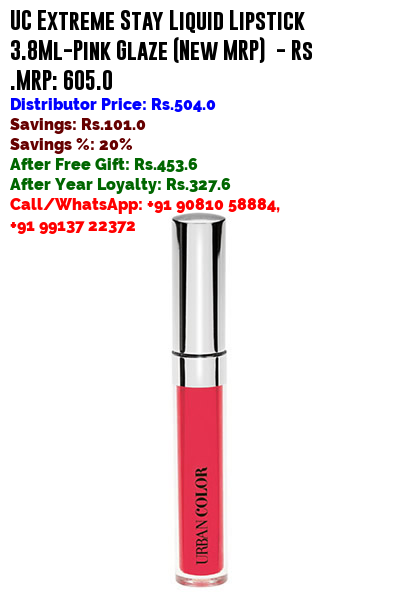 UC Extreme Stay Liquid Lipstick
3.8Ml-Pink Glaze (New MRP) - Rs
.MRP: 605.0
Distributor Price: Rs.504.0
Savings: Rs.101.0
Savings %: 20%
After Free Gift: Rs.453.6
After Year Loyalty: Rs.327.6
Call/WhatsApp: +91 90810 58884,
+91 99137 22372
URBAN COLOR